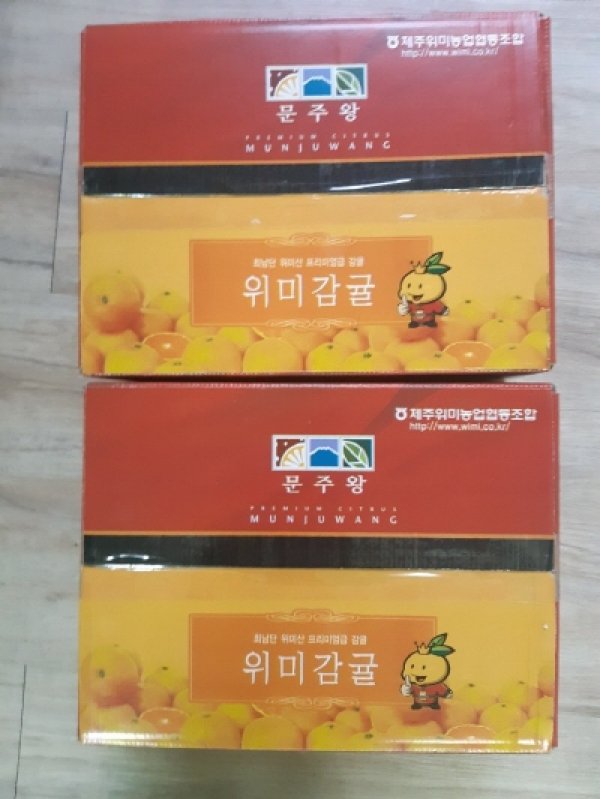 제주위미농업협동조합
http://www.wimi.co.kr/
문주왕
PREMIUM CITRUS
MUNJUWANG
최남단 위미산 프리미엄급 감귤
위미감귤
제주위미농업협동조합
http://www.wimi.co.kr/
문주왕
PREMIUM CITRUS
MUNJUWANG
최남단 위미산 프리미엄급 감귤
위미감귤